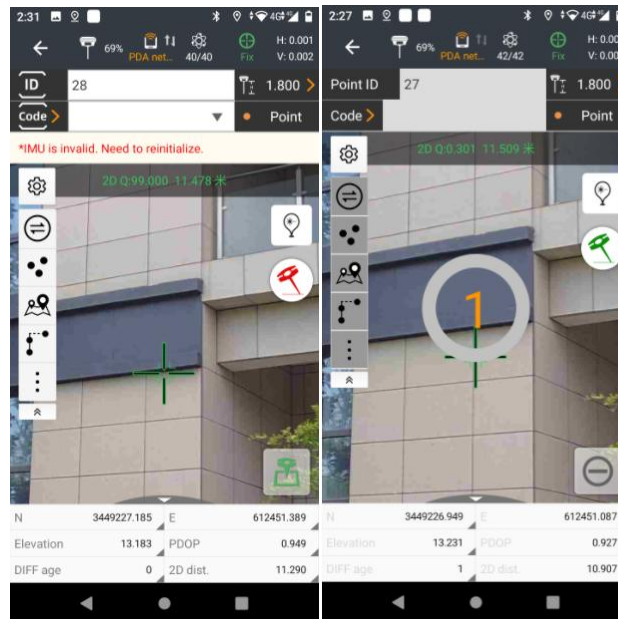 2:31
4G
69%
PDA net...
40/40
Fix
H: 0.001
V: 0.002
ID
28
1.800 >
Code >
Point
*IMU is invalid. Need to reinitialize.
2D Q:99.000 11.478 米
N 3449227.185 E 612451.389
Elevation 13.183 PDOP 0.949
DIFF age 0 2D dist. 11.290
2:27
4G
69%
PDA net...
42/42
Fix
H: 0.00
V: 0.00
Point ID
27
1.800
Code >
Point
2D Q:0.301 11.509 米
1
N 3449226.949 E 612451.087
Elevation 13.231 PDOP 0.927
DIFF age 1 2D dist. 10.907